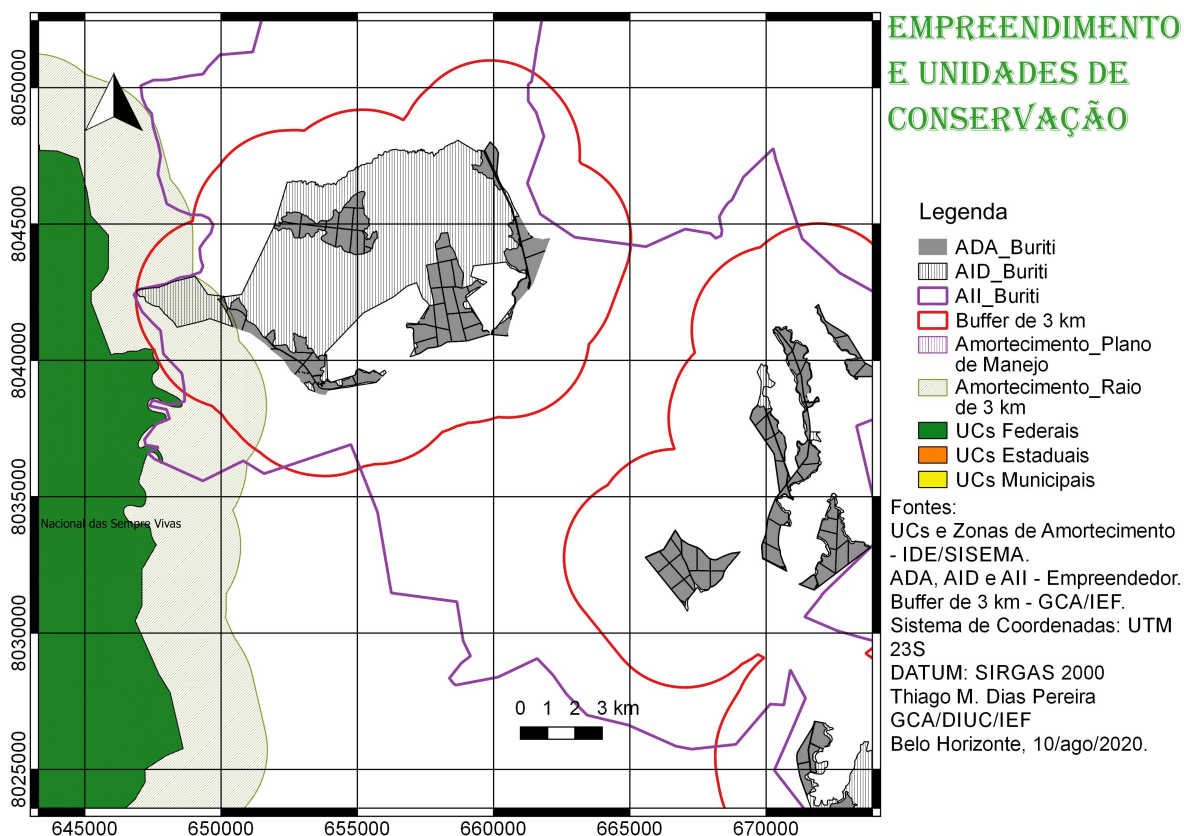 EMPREENDIMENTO
E UNIDADES DE
CONSERVAÇÃO
Legenda
ADA_Buriti
AID_Buriti
AII_Buriti
Buffer de 3 km
Amortecimento_Plano
de Manejo
Amortecimento_Raio
de 3 km
UCs Federais
UCs Estaduais
UCs Municipais
Fontes:
UCs e Zonas de Amortecimento
- IDE/SISEMA.
ADA, AID e AII - Empreendedor.
Buffer de 3 km - GCA/IEF.
Sistema de Coordenadas: UTM
23S
DATUM: SIRGAS 2000
Thiago M. Dias Pereira
GCA/DIUC/IEF
Belo Horizonte, 10/ago/2020.
8050000
8045000
8040000
8035000
8030000
8025000
Nacional das Sempre Vivas
0 1 2 3 km
645000 650000 655000 660000 665000 670000